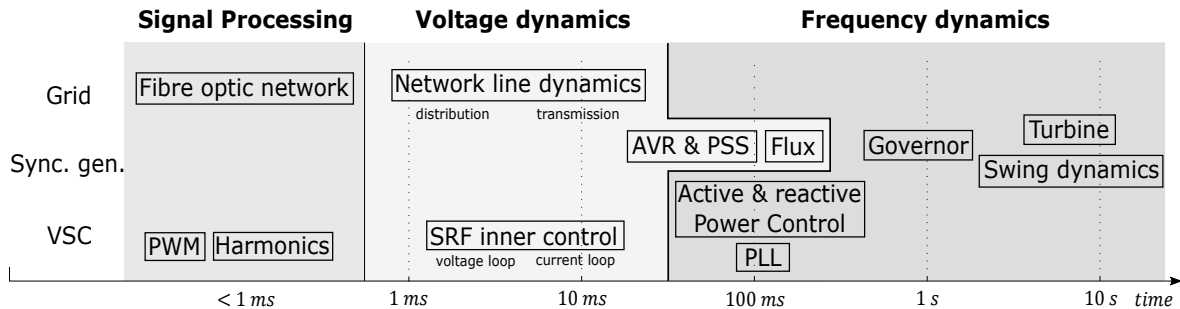 Signal Processing
Voltage dynamics
Frequency dynamics
Grid
Fibre optic network
Network line dynamics
distribution
transmission
Sync. gen.
AVR & PSS
Flux
Governor
Turbine
Swing dynamics
VSC
PWM
Harmonics
SRF inner control
voltage loop
current loop
Active & reactive
Power Control
PLL
< 1 ms
1 ms
10 ms
100 ms
1 s
10 s
time